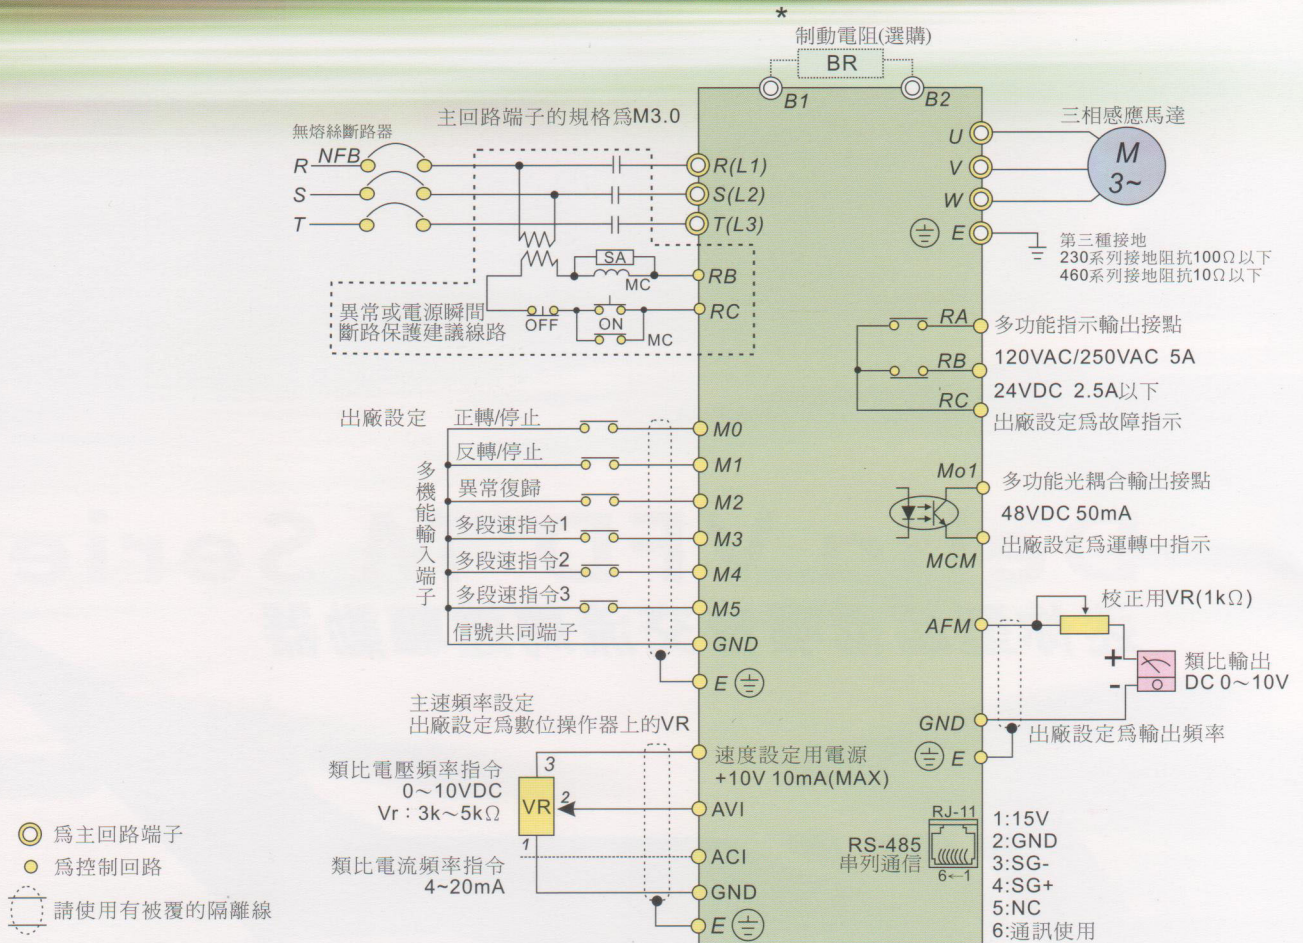 *
制動電阻(選購)
BR
B1
B2
主回路端子的規格爲M3.0
無熔絲斷路器
NFB
R
S
T
R(L1)
S(L2)
T(L3)
SA
MC
RB
OFF
ON
MC
RC
異常或電源瞬間
斷路保護建議線路
三相感應馬達
U
V
W
E
M
3~
第三種接地
230系列接地阻抗100Ω以下
460系列接地阻抗10Ω以下
RA
RB
RC
多功能指示輸出接點
120VAC/250VAC 5A
24VDC 2.5A以下
出廠設定爲故障指示
出廠設定
多機能輸入端子
正轉/停止
M0
反轉/停止
M1
異常復歸
M2
多段速指令1
M3
多段速指令2
M4
多段速指令3
M5
信號共同端子
GND
E
Mo1
MCM
多功能光耦合輸出接點
48VDC 50mA
出廠設定爲運轉中指示
AFM
校正用VR(1kΩ)
+
-
類比輸出
DC 0～10V
GND
出廠設定爲輸出頻率
E
主速頻率設定
出廠設定爲數位操作器上的VR
3
速度設定用電源
+10V 10mA(MAX)
類比電壓頻率指令
0～10VDC
Vr：3k～5kΩ
VR
2
1
AVI
類比電流頻率指令
4~20mA
ACI
GND
E
RS-485
串列通信
RJ-11
6←1
1:15V
2:GND
3:SG-
4:SG+
5:NC
6:通訊使用
爲主回路端子
爲控制回路
請使用有被覆的隔離線